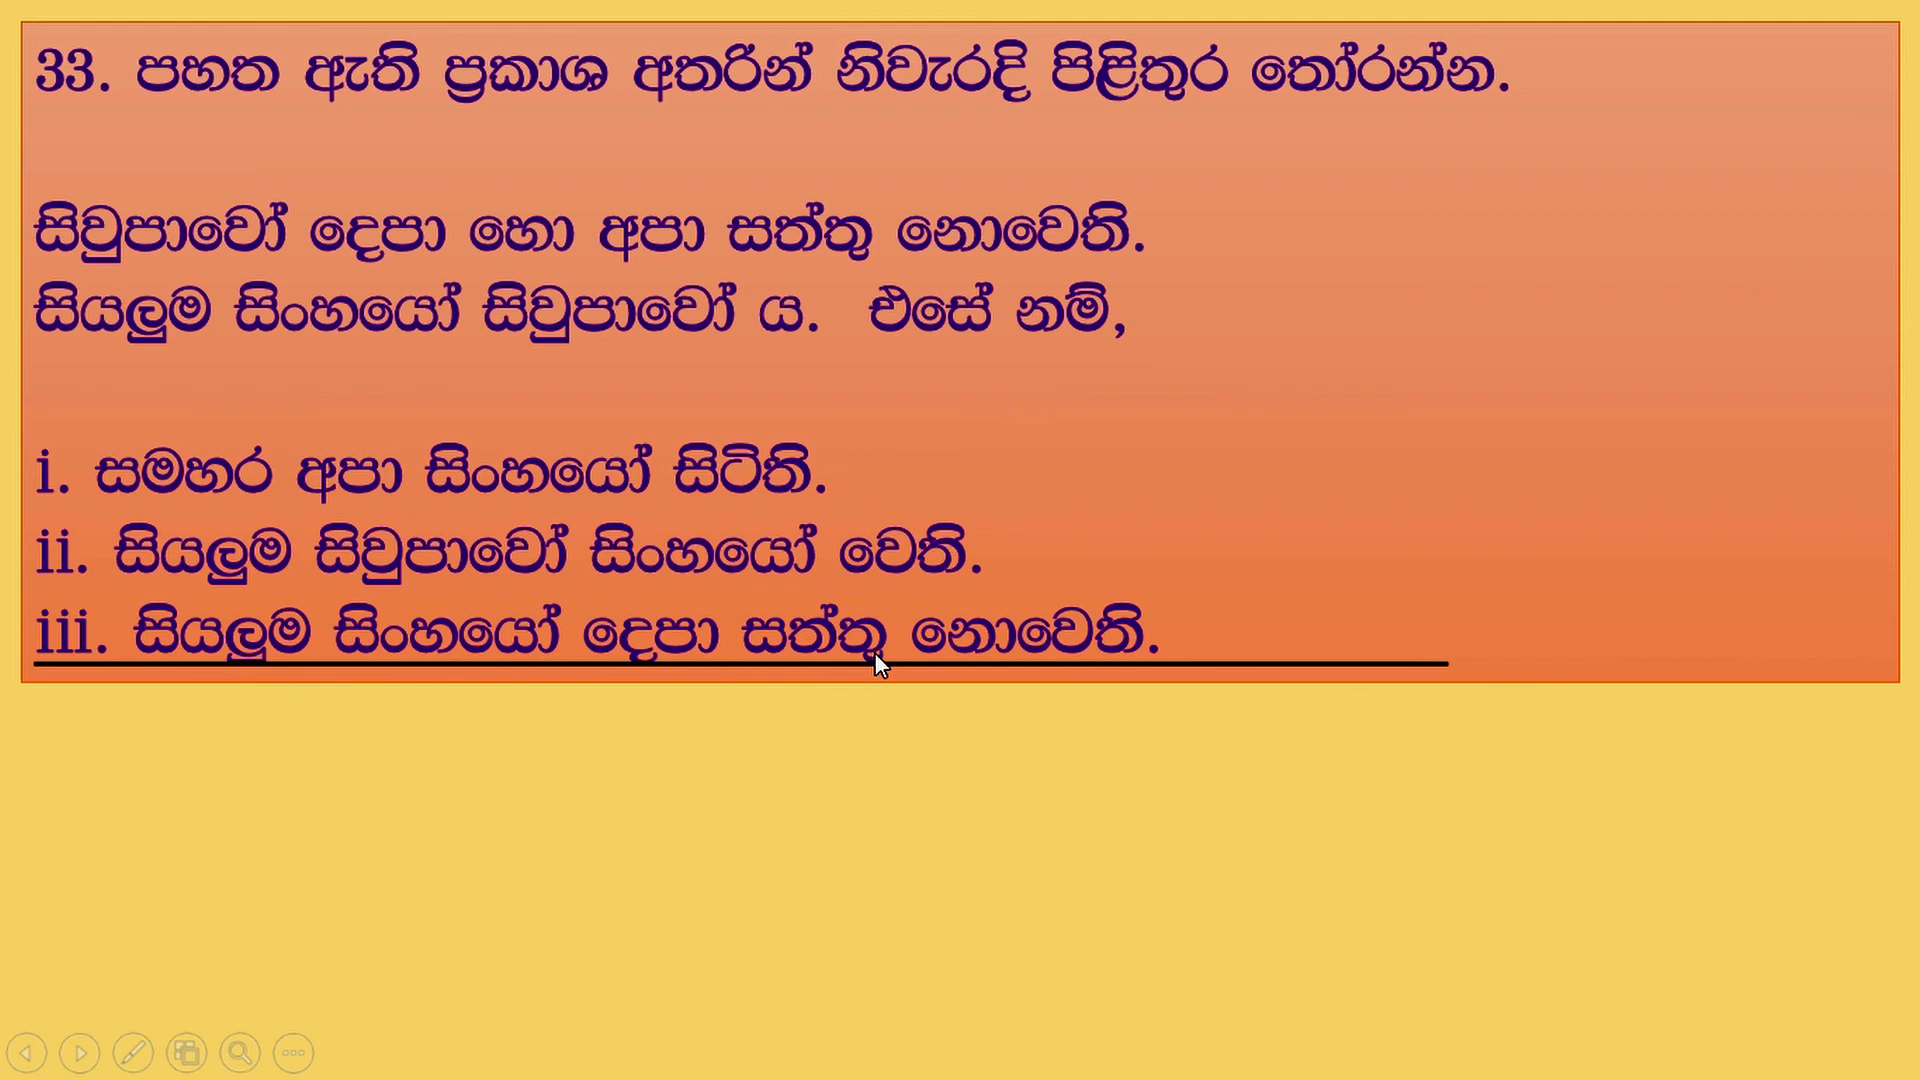 33. පහත ඇති ප්‍රකාශ අතරින් නිවැරදි පිළිතුර තෝරන්න.
සිවුපාවෝ දෙපා හො අපා සත්තු නොවෙති.
සියලුම සිංහයෝ සිවුපාවෝ ය. එසේ නම්,
i. සමහර අපා සිංහයෝ සිටිති.
ii. සියලුම සිවුපාවෝ සිංහයෝ වෙති.
iii. සියලුම සිංහයෝ දෙපා සත්තු නොවෙති.